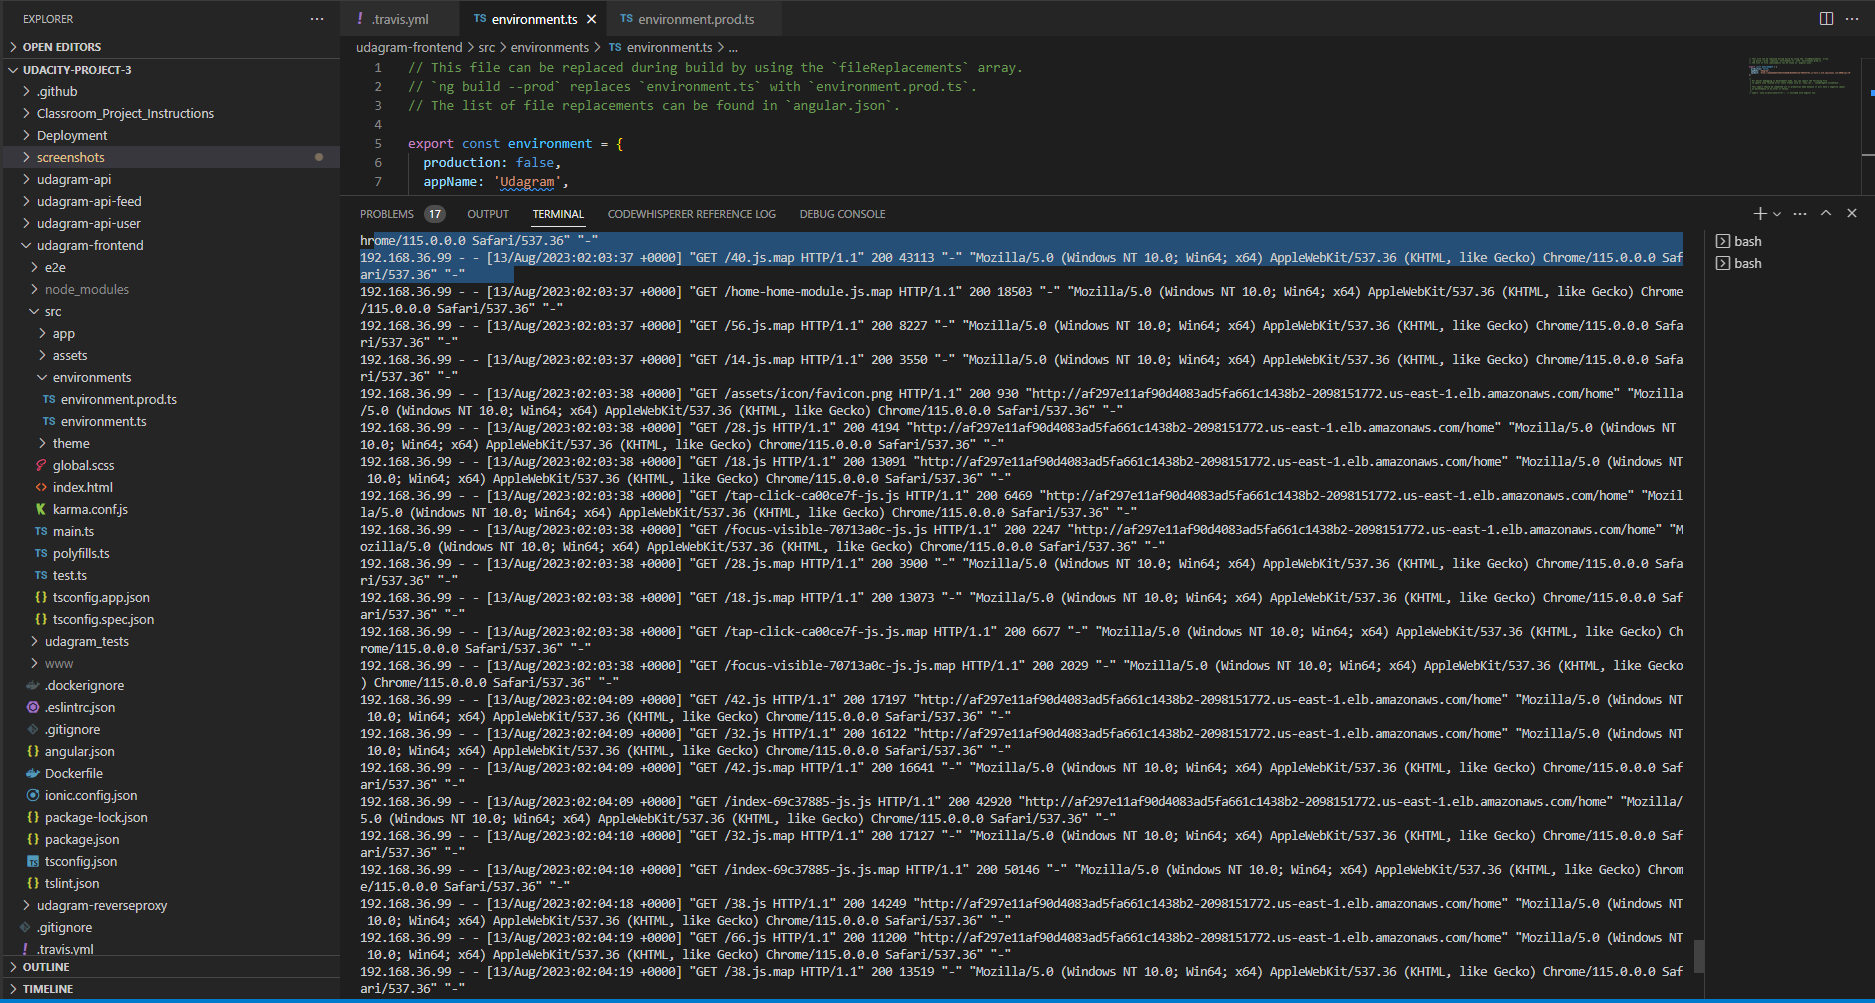 EXPLORER
OPEN EDITORS
UDACITY-PROJECT-3
.github
Classroom_Project_Instructions
Deployment
screenshots
udagram-api
udagram-api-feed
udagram-api-user
udagram-frontend
e2e
node_modules
src
app
assets
environments
TS environment.prod.ts
TS environment.ts
theme
global.scss
index.html
karma.conf.js
TS main.ts
TS polyfills.ts
TS test.ts
{} tsconfig.app.json
{} tsconfig.spec.json
udagram_tests
www
.dockerignore
.eslintrc.json
.gitignore
{} angular.json
Dockerfile
ionic.config.json
{} package-lock.json
{} package.json
TS tsconfig.json
{} tslint.json
udagram-reverseproxy
.gitignore
! .travis.yml
OUTLINE
TIMELINE
! .travis.yml
TS environment.ts
TS environment.prod.ts
udagram-frontend > src > environments > TS environment.ts > ...
1 // This file can be replaced during build by using the `fileReplacements` array.
2 // `ng build --prod` replaces `environment.ts` with `environment.prod.ts`.
3 // The list of file replacements can be found in `angular.json`.
4
5 export const environment = {
6 production: false,
7 appName: 'Udagram',
PROBLEMS 17 OUTPUT TERMINAL CODEWHISPERER REFERENCE LOG DEBUG CONSOLE
hrome/115.0.0.0 Safari/537.36" "-"
192.168.36.99 - - [13/Aug/2023:02:03:37 +0000] "GET /40.js.map HTTP/1.1" 200 43113 "-" "Mozilla/5.0 (Windows NT 10.0; Win64; x64) AppleWebKit/537.36 (KHTML, like Gecko) Chrome/115.0.0.0 Saf
ari/537.36" "-"
192.168.36.99 - - [13/Aug/2023:02:03:37 +0000] "GET /home-home-module.js.map HTTP/1.1" 200 18503 "-" "Mozilla/5.0 (Windows NT 10.0; Win64; x64) AppleWebKit/537.36 (KHTML, like Gecko) Chrome
/115.0.0.0 Safari/537.36" "-"
192.168.36.99 - - [13/Aug/2023:02:03:37 +0000] "GET /56.js.map HTTP/1.1" 200 8227 "-" "Mozilla/5.0 (Windows NT 10.0; Win64; x64) AppleWebKit/537.36 (KHTML, like Gecko) Chrome/115.0.0.0 Safa
ri/537.36" "-"
192.168.36.99 - - [13/Aug/2023:02:03:37 +0000] "GET /14.js.map HTTP/1.1" 200 3550 "-" "Mozilla/5.0 (Windows NT 10.0; Win64; x64) AppleWebKit/537.36 (KHTML, like Gecko) Chrome/115.0.0.0 Safa
ri/537.36" "-"
192.168.36.99 - - [13/Aug/2023:02:03:38 +0000] "GET /assets/icon/favicon.png HTTP/1.1" 200 930 "http://af297e11af90d4083ad5fa661c1438b2-2098151772.us-east-1.elb.amazonaws.com/home" "Mozilla
/5.0 (Windows NT 10.0; Win64; x64) AppleWebKit/537.36 (KHTML, like Gecko) Chrome/115.0.0.0 Safari/537.36" "-"
192.168.36.99 - - [13/Aug/2023:02:03:38 +0000] "GET /28.js HTTP/1.1" 200 4194 "http://af297e11af90d4083ad5fa661c1438b2-2098151772.us-east-1.elb.amazonaws.com/home" "Mozilla/5.0 (Windows NT
10.0; Win64; x64) AppleWebKit/537.36 (KHTML, like Gecko) Chrome/115.0.0.0 Safari/537.36" "-"
192.168.36.99 - - [13/Aug/2023:02:03:38 +0000] "GET /18.js HTTP/1.1" 200 13091 "http://af297e11af90d4083ad5fa661c1438b2-2098151772.us-east-1.elb.amazonaws.com/home" "Mozilla/5.0 (Windows NT
10.0; Win64; x64) AppleWebKit/537.36 (KHTML, like Gecko) Chrome/115.0.0.0 Safari/537.36" "-"
192.168.36.99 - - [13/Aug/2023:02:03:38 +0000] "GET /tap-click-ca00ce7f-js.js HTTP/1.1" 200 6469 "http://af297e11af90d4083ad5fa661c1438b2-2098151772.us-east-1.elb.amazonaws.com/home" "Mozil
la/5.0 (Windows NT 10.0; Win64; x64) AppleWebKit/537.36 (KHTML, like Gecko) Chrome/115.0.0.0 Safari/537.36" "-"
192.168.36.99 - - [13/Aug/2023:02:03:38 +0000] "GET /focus-visible-70713a0c-js.js HTTP/1.1" 200 2247 "http://af297e11af90d4083ad5fa661c1438b2-2098151772.us-east-1.elb.amazonaws.com/home" "M
ozilla/5.0 (Windows NT 10.0; Win64; x64) AppleWebKit/537.36 (KHTML, like Gecko) Chrome/115.0.0.0 Safari/537.36" "-"
192.168.36.99 - - [13/Aug/2023:02:03:38 +0000] "GET /28.js.map HTTP/1.1" 200 3900 "-" "Mozilla/5.0 (Windows NT 10.0; Win64; x64) AppleWebKit/537.36 (KHTML, like Gecko) Chrome/115.0.0.0 Safa
ri/537.36" "-"
192.168.36.99 - - [13/Aug/2023:02:03:38 +0000] "GET /18.js.map HTTP/1.1" 200 13073 "-" "Mozilla/5.0 (Windows NT 10.0; Win64; x64) AppleWebKit/537.36 (KHTML, like Gecko) Chrome/115.0.0.0 Saf
ari/537.36" "-"
192.168.36.99 - - [13/Aug/2023:02:03:38 +0000] "GET /tap-click-ca00ce7f-js.js.map HTTP/1.1" 200 6677 "-" "Mozilla/5.0 (Windows NT 10.0; Win64; x64) AppleWebKit/537.36 (KHTML, like Gecko) Ch
rome/115.0.0.0 Safari/537.36" "-"
192.168.36.99 - - [13/Aug/2023:02:03:38 +0000] "GET /focus-visible-70713a0c-js.js.map HTTP/1.1" 200 2029 "-" "Mozilla/5.0 (Windows NT 10.0; Win64; x64) AppleWebKit/537.36 (KHTML, like Gecko
) Chrome/115.0.0.0 Safari/537.36" "-"
192.168.36.99 - - [13/Aug/2023:02:04:09 +0000] "GET /42.js HTTP/1.1" 200 17197 "http://af297e11af90d4083ad5fa661c1438b2-2098151772.us-east-1.elb.amazonaws.com/home" "Mozilla/5.0 (Windows NT
10.0; Win64; x64) AppleWebKit/537.36 (KHTML, like Gecko) Chrome/115.0.0.0 Safari/537.36" "-"
192.168.36.99 - - [13/Aug/2023:02:04:09 +0000] "GET /32.js HTTP/1.1" 200 16122 "http://af297e11af90d4083ad5fa661c1438b2-2098151772.us-east-1.elb.amazonaws.com/home" "Mozilla/5.0 (Windows NT
10.0; Win64; x64) AppleWebKit/537.36 (KHTML, like Gecko) Chrome/115.0.0.0 Safari/537.36" "-"
192.168.36.99 - - [13/Aug/2023:02:04:09 +0000] "GET /42.js.map HTTP/1.1" 200 16641 "-" "Mozilla/5.0 (Windows NT 10.0; Win64; x64) AppleWebKit/537.36 (KHTML, like Gecko) Chrome/115.0.0.0 Saf
ari/537.36" "-"
192.168.36.99 - - [13/Aug/2023:02:04:09 +0000] "GET /index-69c37885-js.js HTTP/1.1" 200 42920 "http://af297e11af90d4083ad5fa661c1438b2-2098151772.us-east-1.elb.amazonaws.com/home" "Mozilla/
5.0 (Windows NT 10.0; Win64; x64) AppleWebKit/537.36 (KHTML, like Gecko) Chrome/115.0.0.0 Safari/537.36" "-"
192.168.36.99 - - [13/Aug/2023:02:04:10 +0000] "GET /32.js.map HTTP/1.1" 200 17127 "-" "Mozilla/5.0 (Windows NT 10.0; Win64; x64) AppleWebKit/537.36 (KHTML, like Gecko) Chrome/115.0.0.0 Saf
ari/537.36" "-"
192.168.36.99 - - [13/Aug/2023:02:04:10 +0000] "GET /index-69c37885-js.js.map HTTP/1.1" 200 50146 "-" "Mozilla/5.0 (Windows NT 10.0; Win64; x64) AppleWebKit/537.36 (KHTML, like Gecko) Chrom
e/115.0.0.0 Safari/537.36" "-"
192.168.36.99 - - [13/Aug/2023:02:04:18 +0000] "GET /38.js HTTP/1.1" 200 14249 "http://af297e11af90d4083ad5fa661c1438b2-2098151772.us-east-1.elb.amazonaws.com/home" "Mozilla/5.0 (Windows NT
10.0; Win64; x64) AppleWebKit/537.36 (KHTML, like Gecko) Chrome/115.0.0.0 Safari/537.36" "-"
192.168.36.99 - - [13/Aug/2023:02:04:19 +0000] "GET /66.js HTTP/1.1" 200 11200 "http://af297e11af90d4083ad5fa661c1438b2-2098151772.us-east-1.elb.amazonaws.com/home" "Mozilla/5.0 (Windows NT
10.0; Win64; x64) AppleWebKit/537.36 (KHTML, like Gecko) Chrome/115.0.0.0 Safari/537.36" "-"
192.168.36.99 - - [13/Aug/2023:02:04:19 +0000] "GET /38.js.map HTTP/1.1" 200 13519 "-" "Mozilla/5.0 (Windows NT 10.0; Win64; x64) AppleWebKit/537.36 (KHTML, like Gecko) Chrome/115.0.0.0 Saf
ari/537.36" "-"
bash
bash